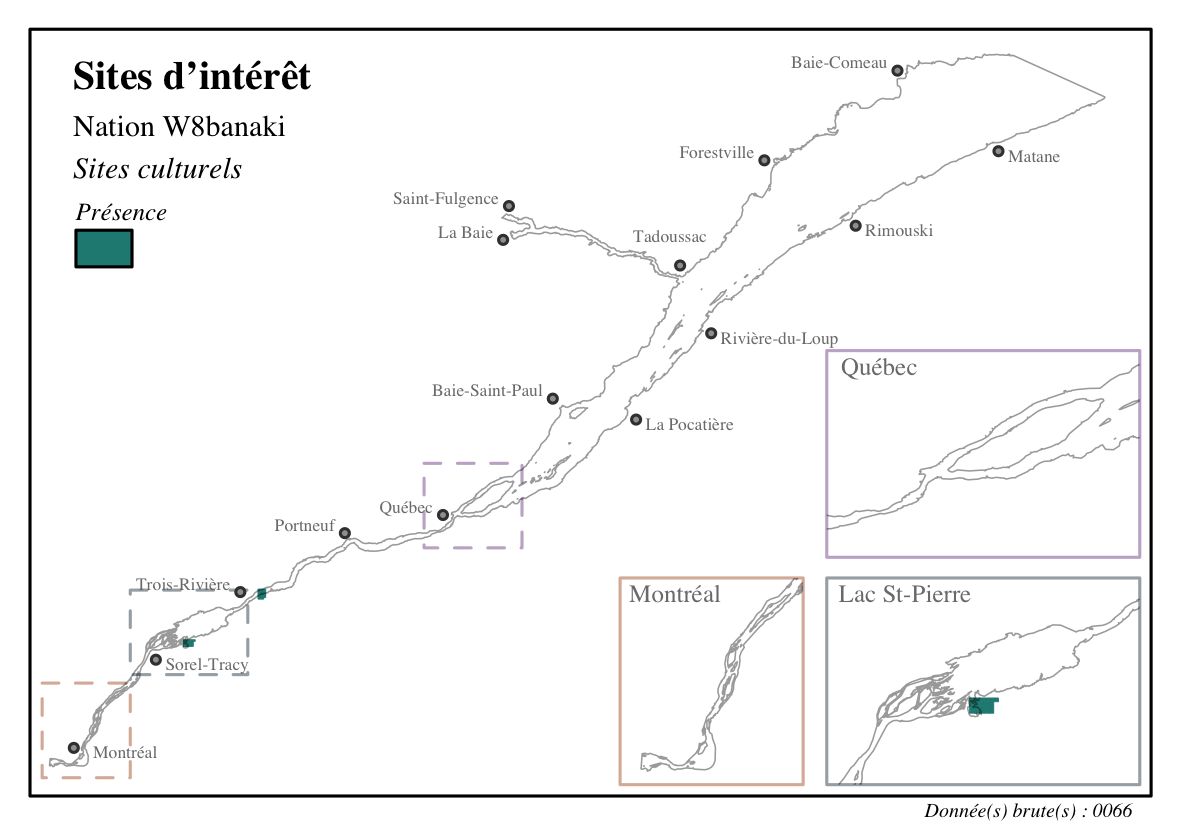 Sites d’intérêt
Nation W8banaki
Sites culturels
Présence
Baie-Comeau
Forestville
Matane
Saint-Fulgence
La Baie
Tadoussac
Rimouski
Rivière-du-Loup
Baie-Saint-Paul
La Pocatière
Québec
Portneuf
Trois-Rivière
Sorel-Tracy
Montréal
Québec
Montréal
Lac St-Pierre
Donnée(s) brute(s) : 0066